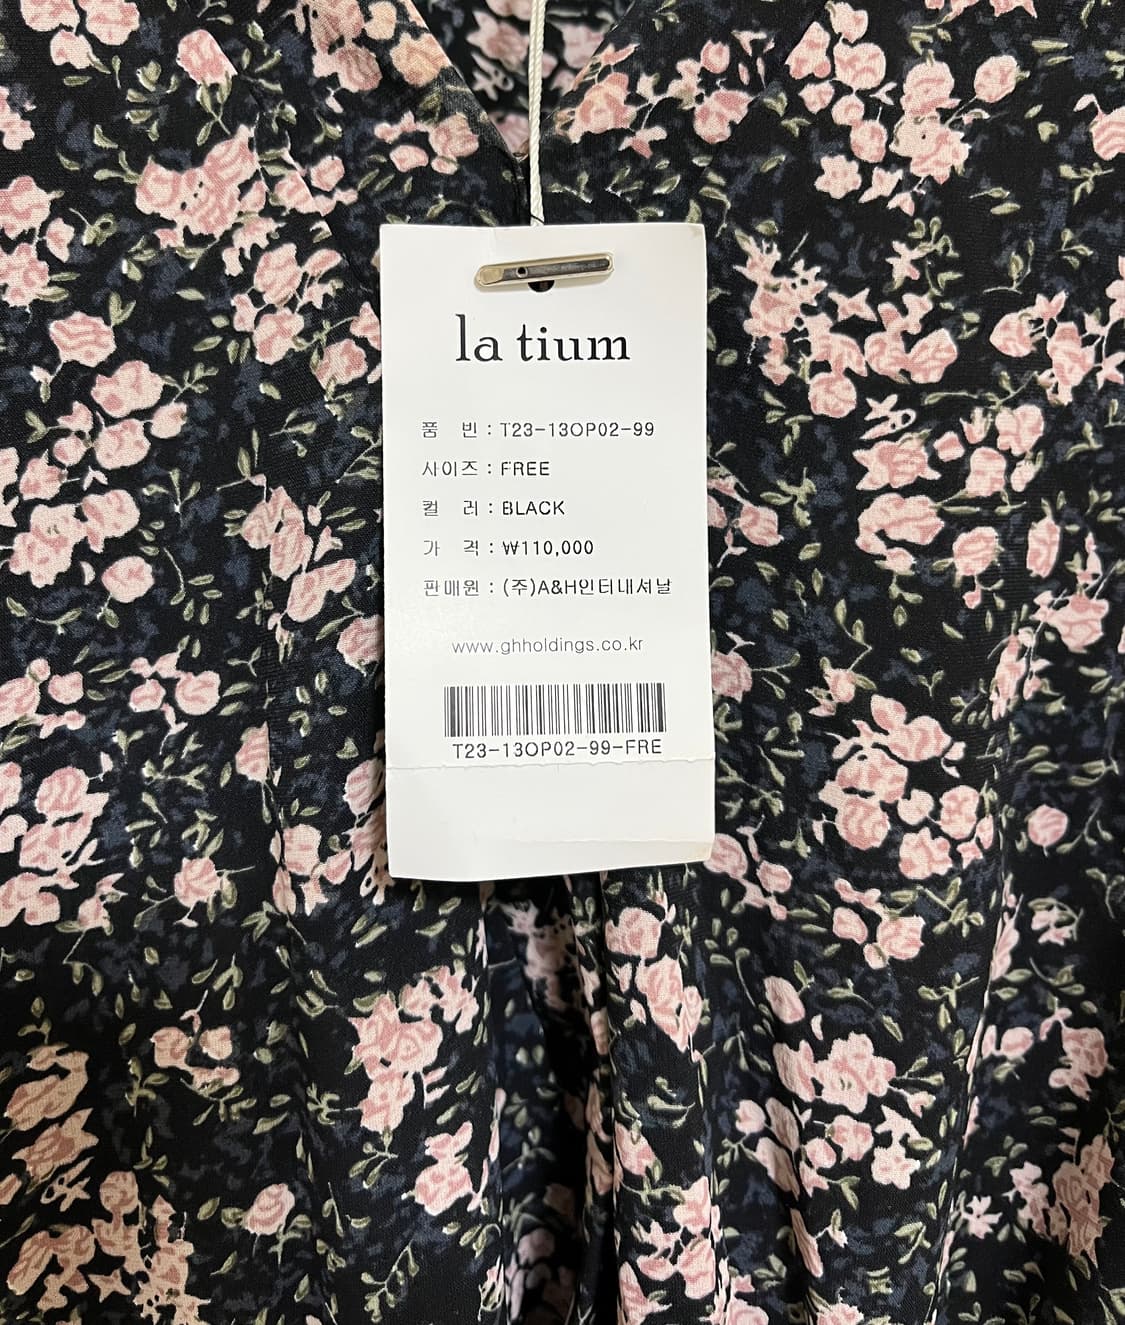 la tium
품 번 : T23-13OP02-99
사이즈 : FREE
컬 러 : BLACK
가 격 : ₩110,000
판매원 : (주)A&H인터내셔날
www.ghholdings.co.kr
T23-13OP02-99-FRE